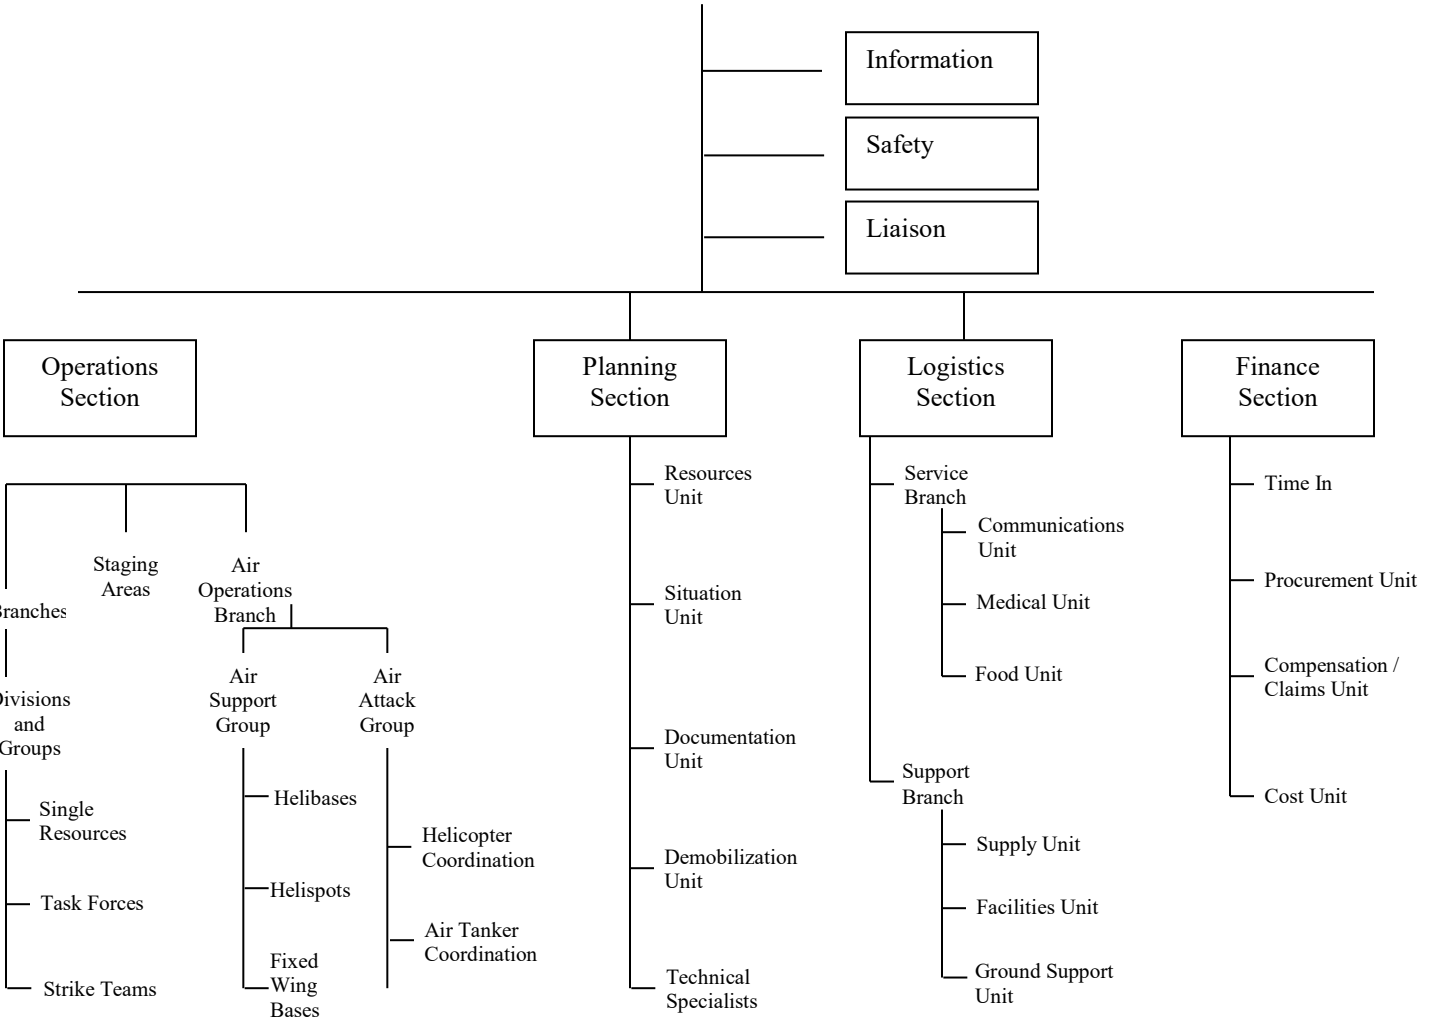 Information
Safety
Liaison
Operations
Section
Planning
Section
Logistics
Section
Finance
Section
Staging
Areas
Air
Operations
Branch
ranches
ivisions
and
Groups
Single
Resources
Task Forces
Strike Teams
Air
Support
Group
Helibases
Helispots
Fixed
Wing
Bases
Air
Attack
Group
Helicopter
Coordination
Air Tanker
Coordination
Resources
Unit
Situation
Unit
Documentation
Unit
Demobilization
Unit
Technical
Specialists
Service
Branch
Communications
Unit
Medical Unit
Food Unit
Support
Branch
Supply Unit
Facilities Unit
Ground Support
Unit
Time In
Procurement Unit
Compensation /
Claims Unit
Cost Unit